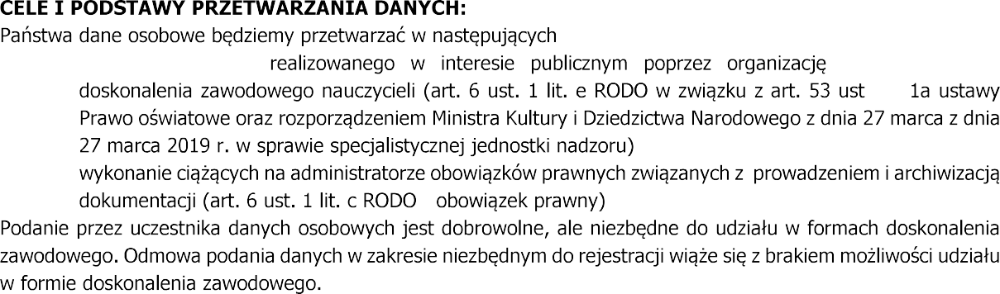 CELE I PODSTAWY PRZETWARZANIA DANYCH:
Państwa dane osobowe będziemy przetwarzać w następujących
realizowanego w interesie publicznym poprzez organizację
doskonalenia zawodowego nauczycieli (art. 6 ust. 1 lit. e RODO w związku z art. 53 ust 1a ustawy
Prawo oświatowe oraz rozporządzeniem Ministra Kultury i Dziedzictwa Narodowego z dnia 27 marca z dnia
27 marca 2019 r. w sprawie specjalistycznej jednostki nadzoru)
wykonanie ciążących na administratorze obowiązków prawnych związanych z prowadzeniem i archiwizacją
dokumentacji (art. 6 ust. 1 lit. c RODO obowiązek prawny)
Podanie przez uczestnika danych osobowych jest dobrowolne, ale niezbędne do udziału w formach doskonalenia
zawodowego. Odmowa podania danych w zakresie niezbędnym do rejestracji wiąże się z brakiem możliwości udziału
w formie doskonalenia zawodowego.